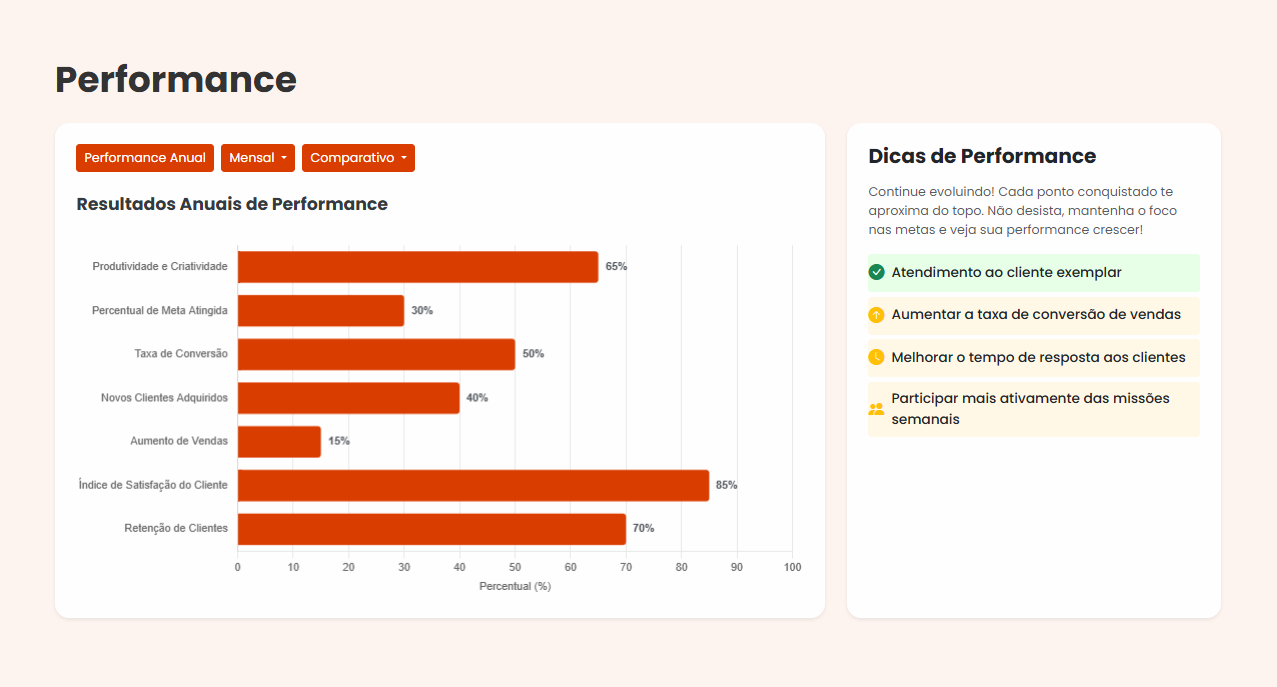 Performance
Performance Anual
Mensal
Comparativo
Resultados Anuais de Performance
Produtividade e Criatividade
65%
Percentual de Meta Atingida
30%
Taxa de Conversão
50%
Novos Clientes Adquiridos
40%
Aumento de Vendas
15%
Índice de Satisfação do Cliente
85%
Retenção de Clientes
70%
0 10 20 30 40 50 60 70 80 90 100
Percentual (%)
Dicas de Performance
Continue evoluindo! Cada ponto conquistado te
aproxima do topo. Não desista, mantenha o foco
nas metas e veja sua performance crescer!
Atendimento ao cliente exemplar
Aumentar a taxa de conversão de vendas
Melhorar o tempo de resposta aos clientes
Participar mais ativamente das missões
semanais